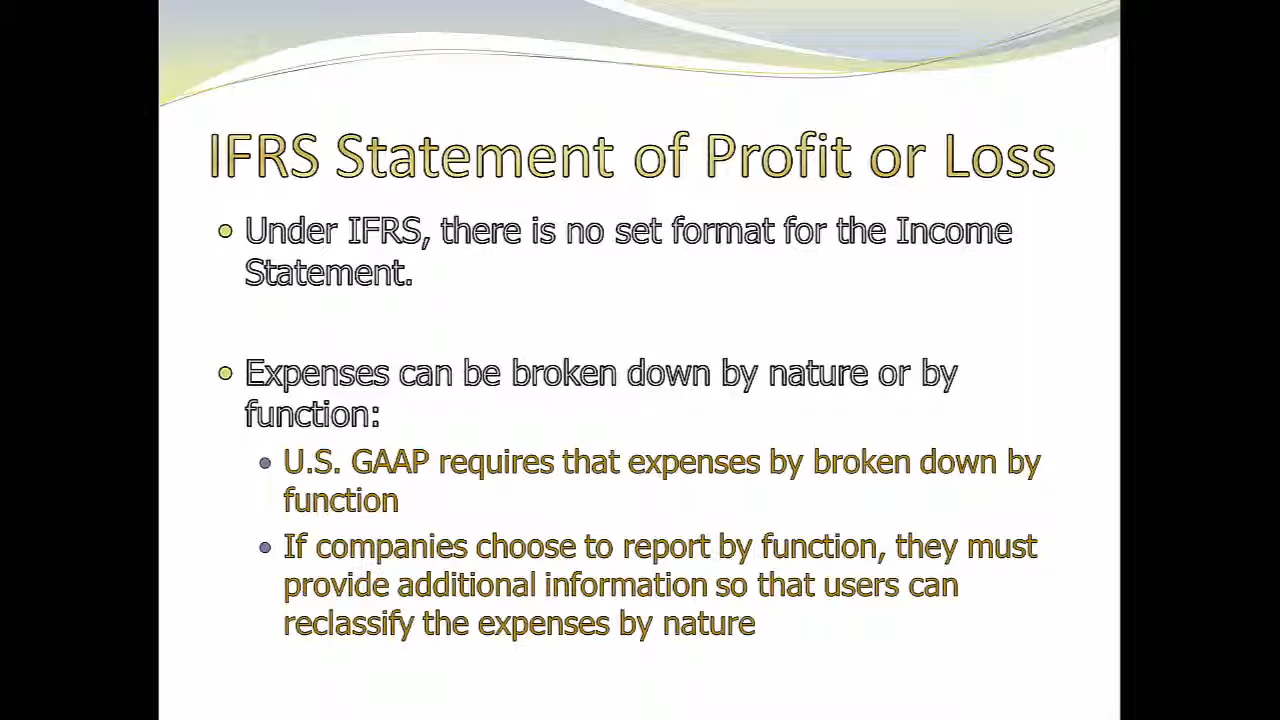 IFRS Statement of Profit or Loss
Under IFRS, there is no set format for the Income
Statement.
Expenses can be broken down by nature or by
function:
U.S. GAAP requires that expenses by broken down by
function
If companies choose to report by function, they must
provide additional information so that users can
reclassify the expenses by nature